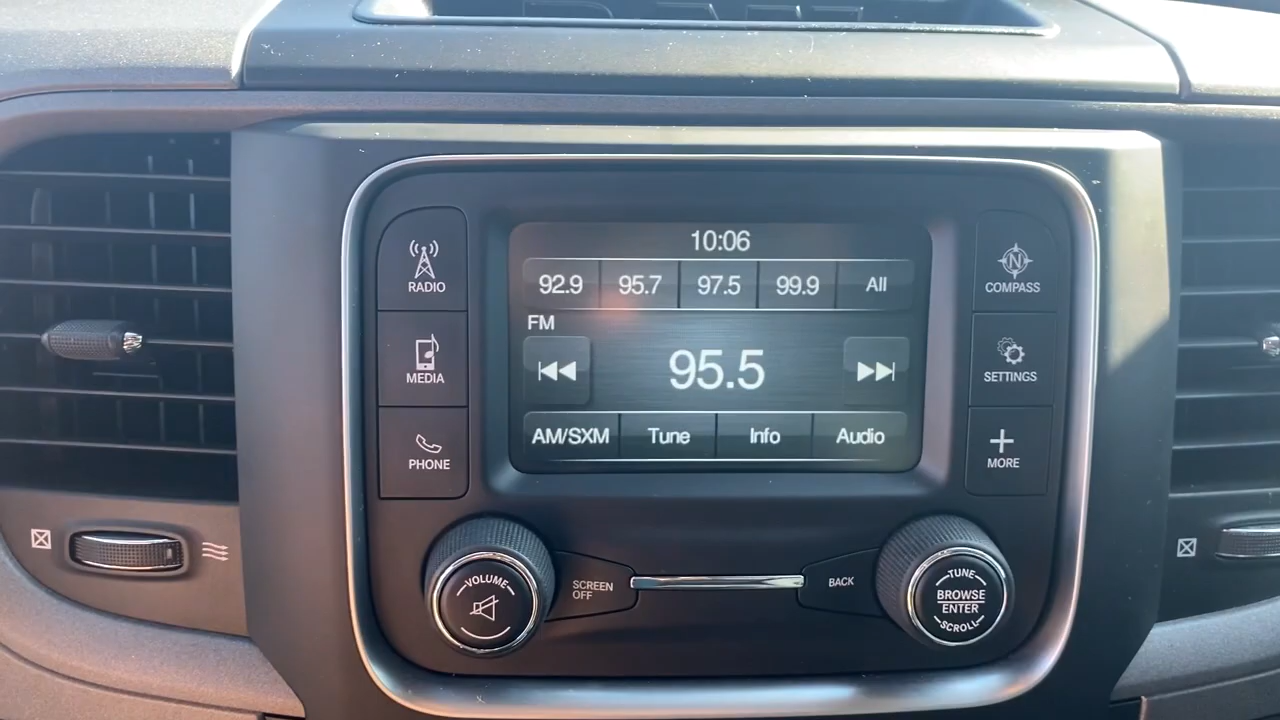 10:06
92.9 95.7 97.5 99.9 All
FM
95.5
AM/SXM Tune Info Audio
RADIO
MEDIA
PHONE
N
COMPASS
SETTINGS
MORE
VOLUME
SCREEN
OFF
BACK
TUNE
BROWSE
ENTER
SCROLL